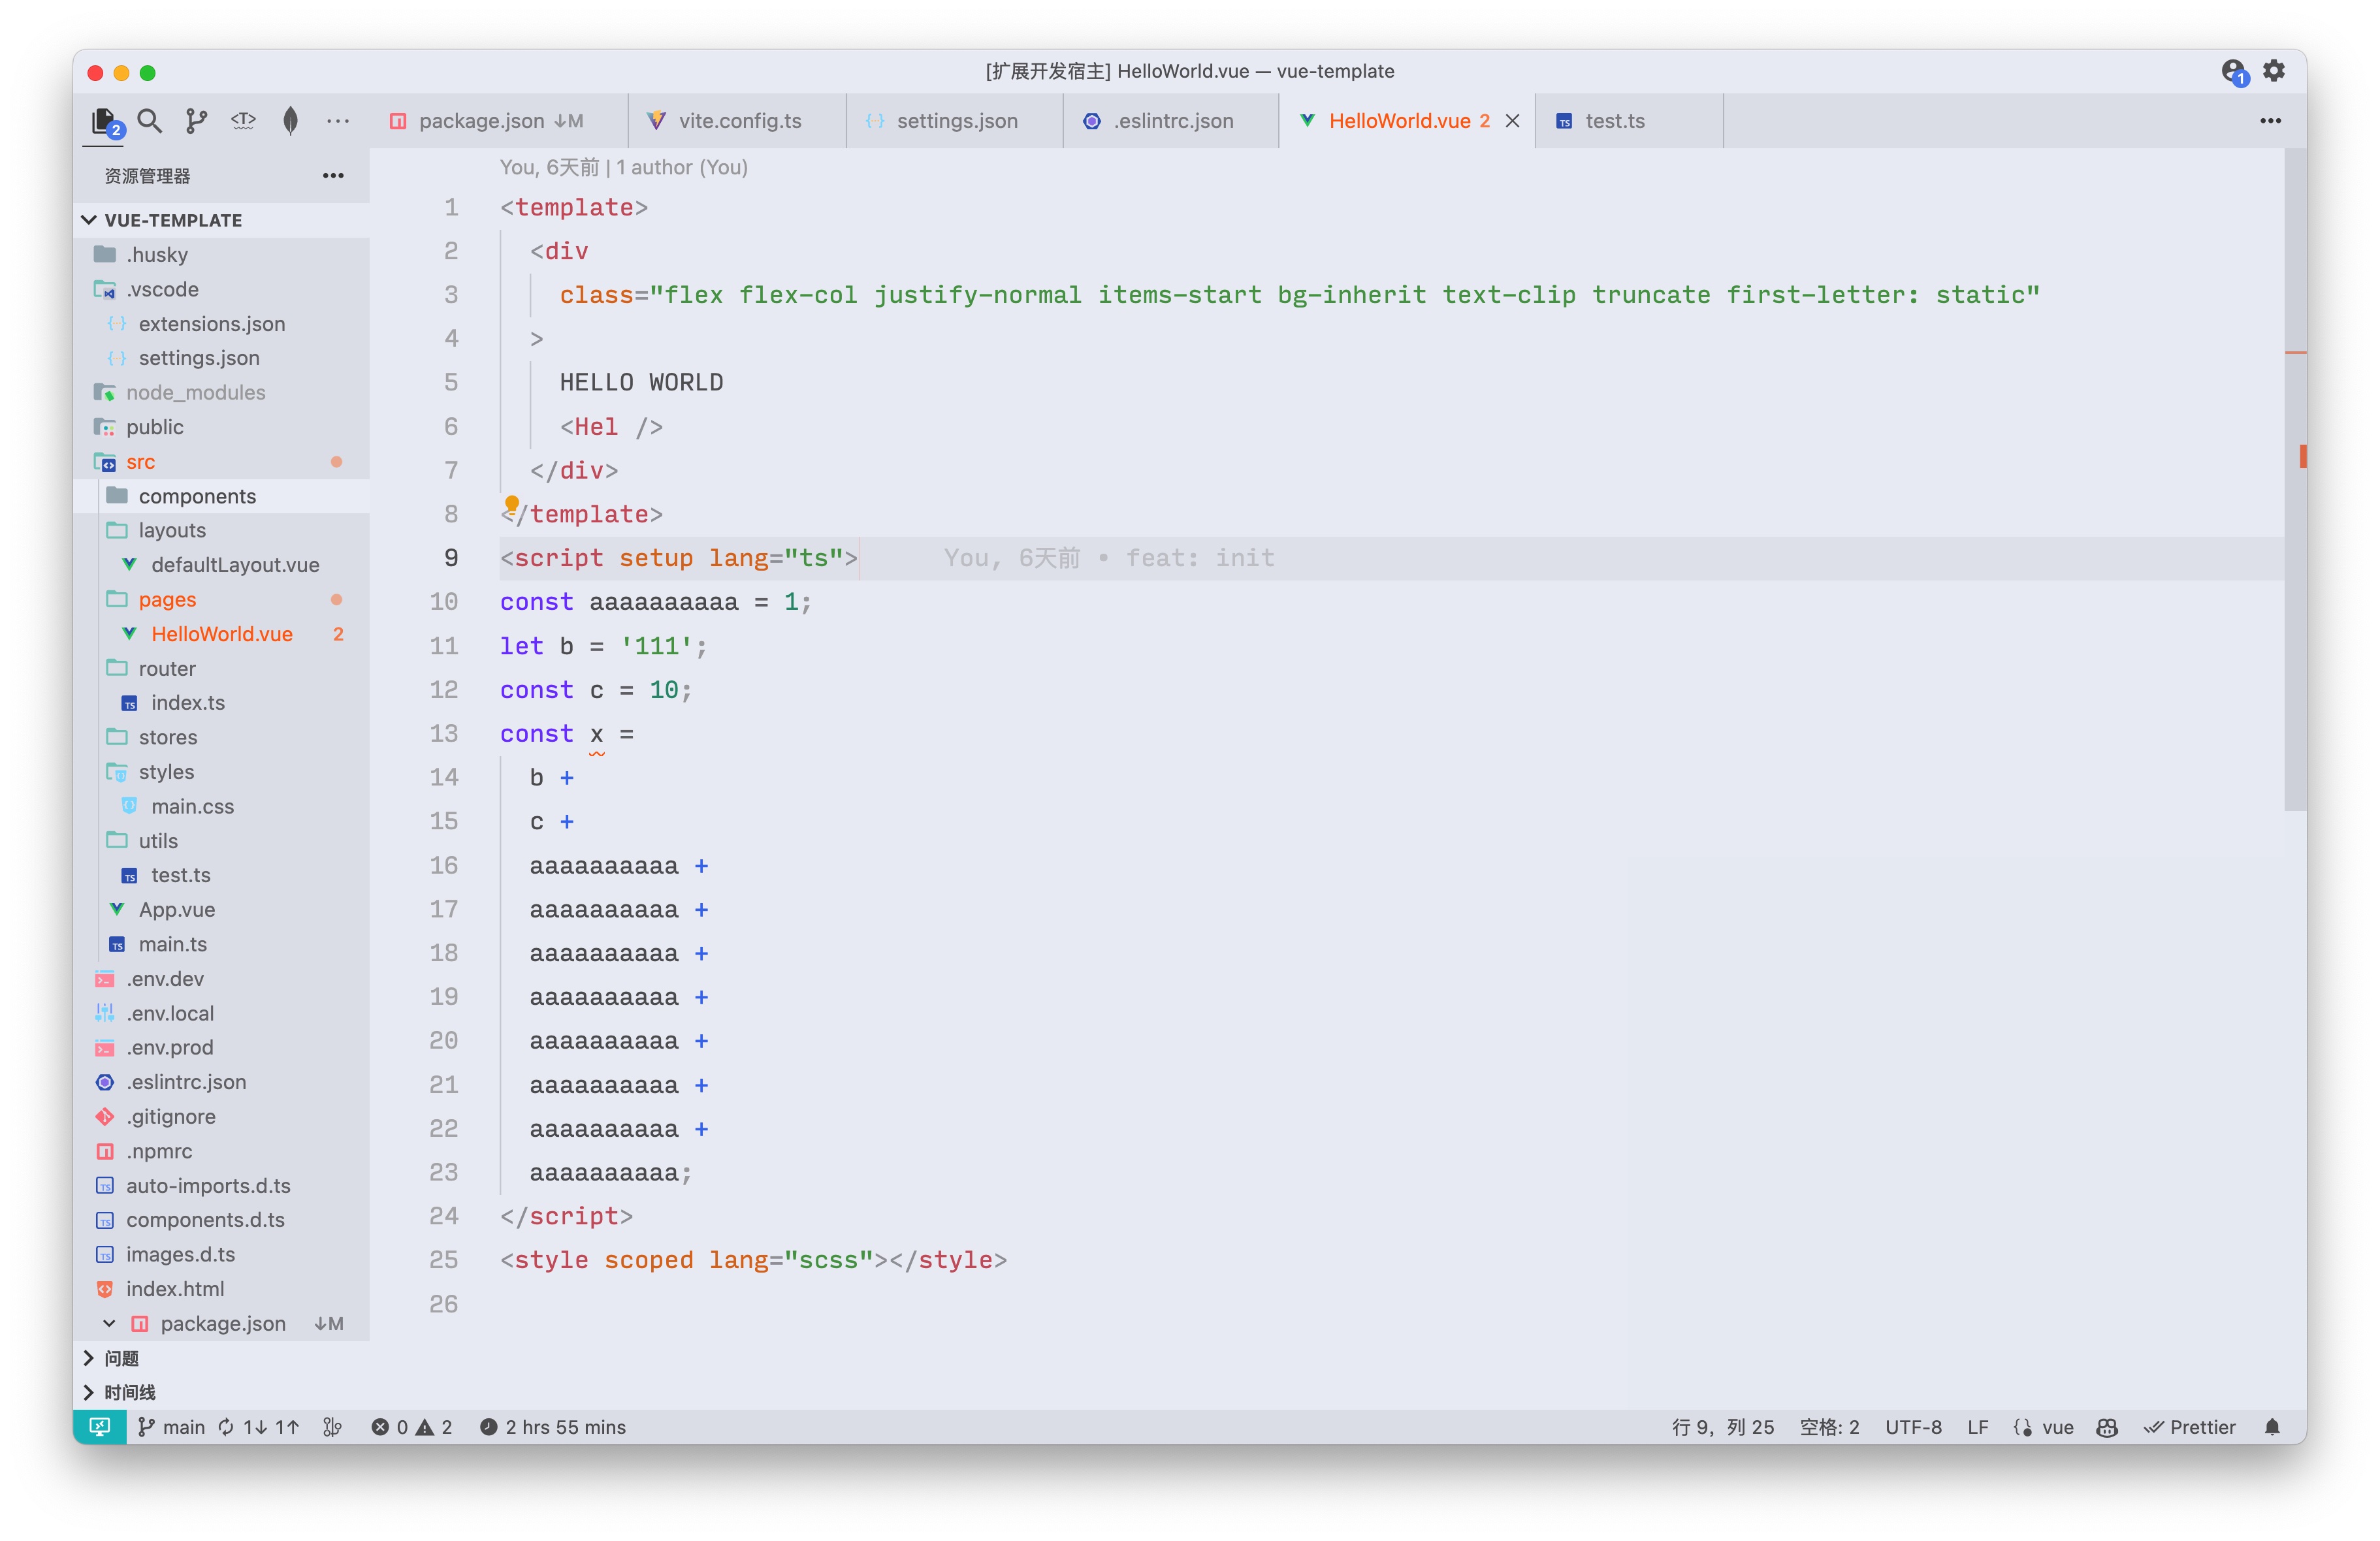 [扩展开发宿主] HelloWorld.vue — vue-template
1
2
<T>
package.json ↓M
vite.config.ts
settings.json
.eslintrc.json
HelloWorld.vue 2
TS test.ts
资源管理器
VUE-TEMPLATE
.husky
.vscode
extensions.json
settings.json
node_modules
public
src
components
layouts
defaultLayout.vue
pages
HelloWorld.vue 2
router
TS index.ts
stores
styles
main.css
utils
TS test.ts
App.vue
TS main.ts
.env.dev
.env.local
.env.prod
.eslintrc.json
.gitignore
.npmrc
TS auto-imports.d.ts
TS components.d.ts
TS images.d.ts
index.html
package.json ↓M
问题
时间线
You, 6天前 | 1 author (You)
1 <template>
2 <div
3 class="flex flex-col justify-normal items-start bg-inherit text-clip truncate first-letter: static"
4 >
5 HELLO WORLD
6 <Hel />
7 </div>
8 </template>
9 <script setup lang="ts"> You, 6天前 • feat: init
10 const aaaaaaaaaa = 1;
11 let b = '111';
12 const c = 10;
13 const x =
14 b +
15 c +
16 aaaaaaaaaa +
17 aaaaaaaaaa +
18 aaaaaaaaaa +
19 aaaaaaaaaa +
20 aaaaaaaaaa +
21 aaaaaaaaaa +
22 aaaaaaaaaa +
23 aaaaaaaaaa;
24 </script>
25 <style scoped lang="scss"></style>
26
main 1↓ 1↑ 0 2 2 hrs 55 mins 行 9，列 25 空格: 2 UTF-8 LF vue Prettier